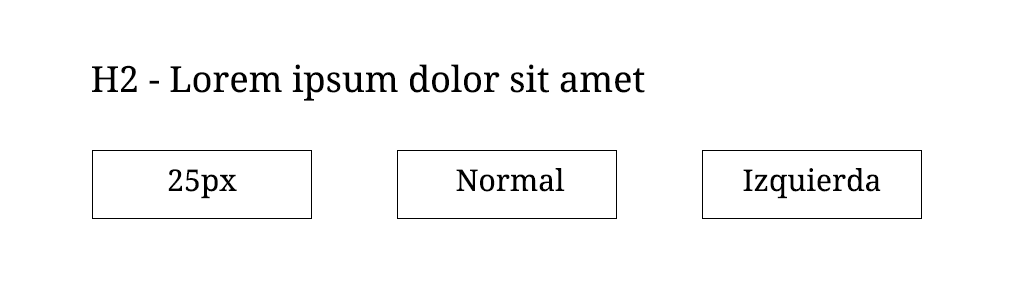 H2 - Lorem ipsum dolor sit amet
25px
Normal
Izquierda